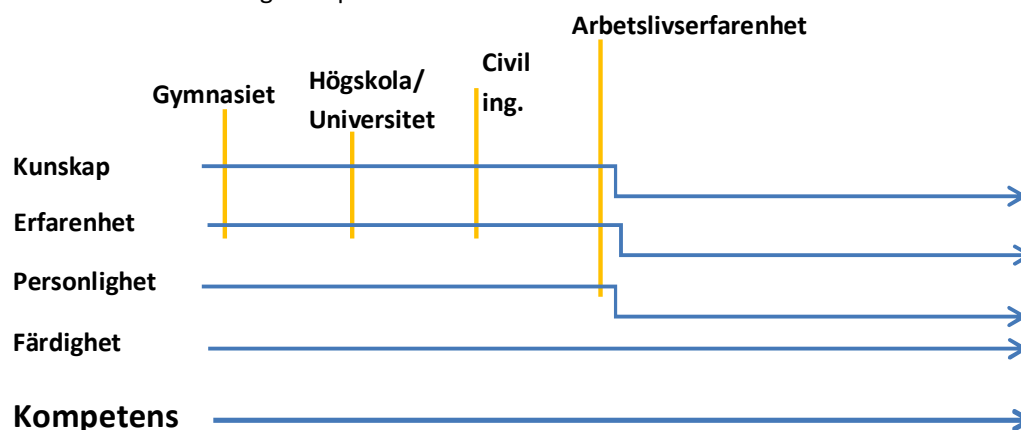 Arbetslivserfarenhet
Civil
ing.
Högskola/
Universitet
Gymnasiet
Kunskap
Erfarenhet
Personlighet
Färdighet
Kompetens